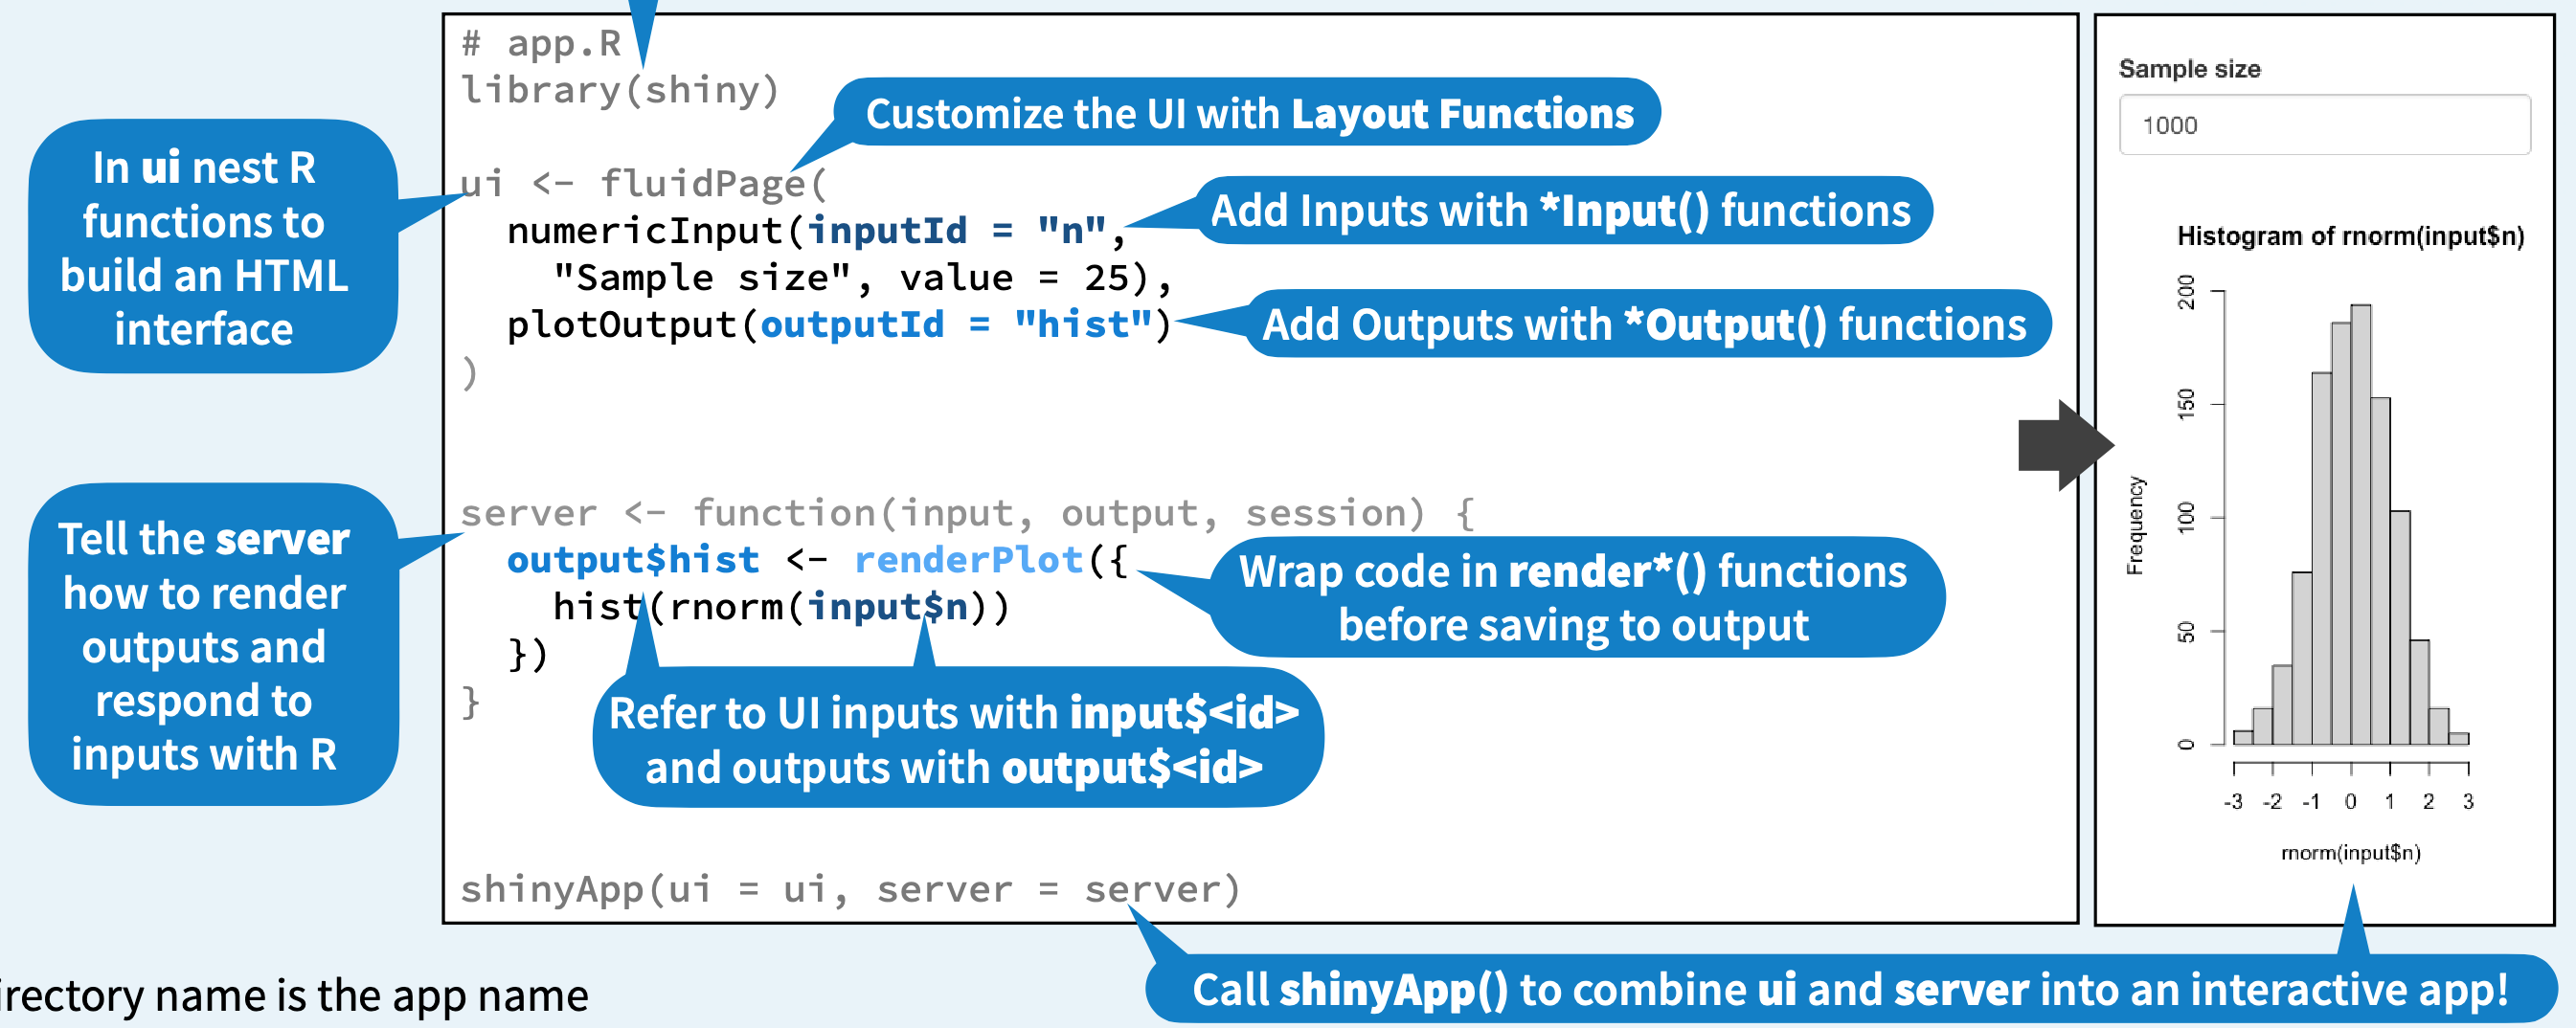 # app.R
library(shiny)
Customize the UI with Layout Functions
In ui nest R
functions to
build an HTML
interface
ui <- fluidPage(
  numericInput(inputId = "n",
    "Sample size", value = 25),
  plotOutput(outputId = "hist")
)
Add Inputs with *Input() functions
Add Outputs with *Output() functions
Tell the server
how to render
outputs and
respond to
inputs with R
server <- function(input, output, session) {
  output$hist <- renderPlot({
    hist(rnorm(input$n))
  })
}
Wrap code in render*() functions
before saving to output
Refer to UI inputs with input$<id>
and outputs with output$<id>
shinyApp(ui = ui, server = server)
Call shinyApp() to combine ui and server into an interactive app!
Sample size
1000
Histogram of rnorm(input$n)
Frequency
200
150
100
50
0
-3 -2 -1 0 1 2 3
rnorm(input$n)
name is the app name